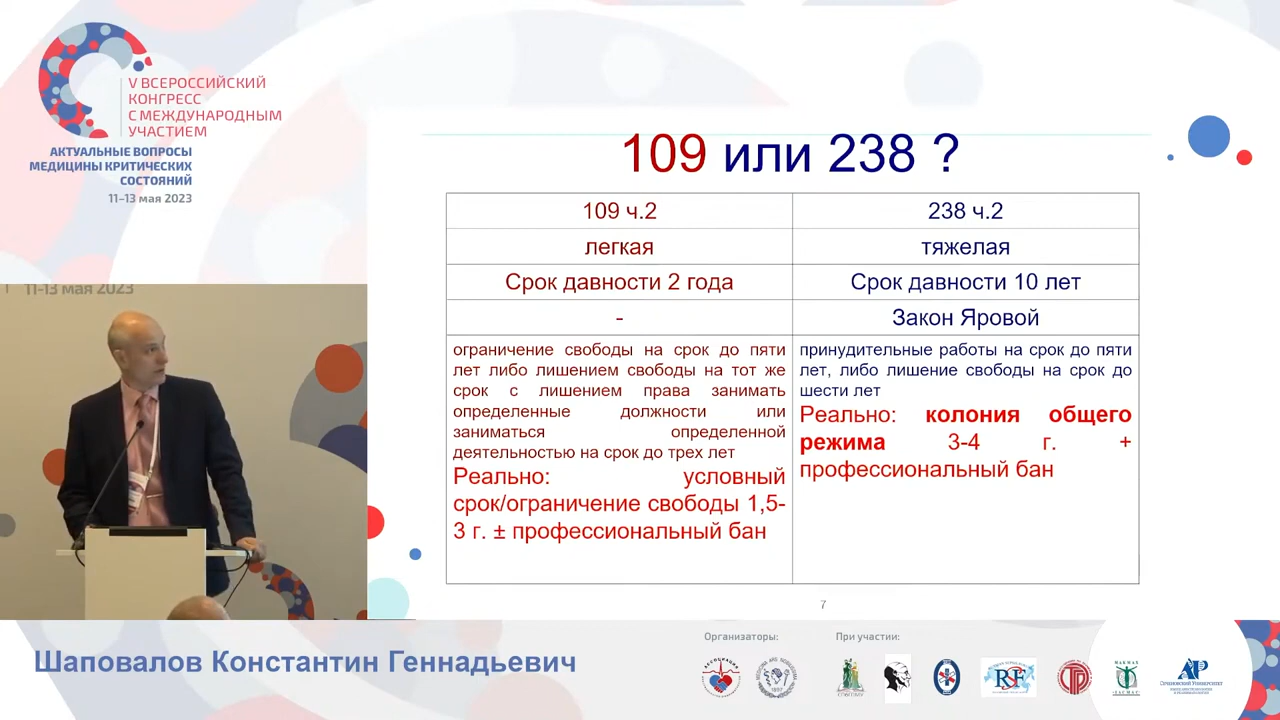 V ВСЕРОССИЙСКИЙ
КОНГРЕСС
С МЕЖДУНАРОДНЫМ
УЧАСТИЕМ
АКТУАЛЬНЫЕ ВОПРОСЫ
МЕДИЦИНЫ КРИТИЧЕСКИХ
СОСТОЯНИЙ
11–13 мая 2023
11-13 мая 2023
109 или 238 ?
109 ч.2
238 ч.2
легкая
тяжелая
Срок давности 2 года
Срок давности 10 лет
-
Закон Яровой
ограничение свободы на срок до пяти
лет либо лишением свободы на тот же
срок с лишением права занимать
определенные должности или
заниматься определенной
деятельностью на срок до трех лет
Реально: условный
срок/ограничение свободы 1,5-
3 г. ± профессиональный бан
принудительные работы на срок до пяти
лет, либо лишение свободы на срок до
шести лет
Реально: колония общего
режима 3-4 г. +
профессиональный бан
7
Организаторы:
При участии:
Шаповалов Константин Геннадьевич